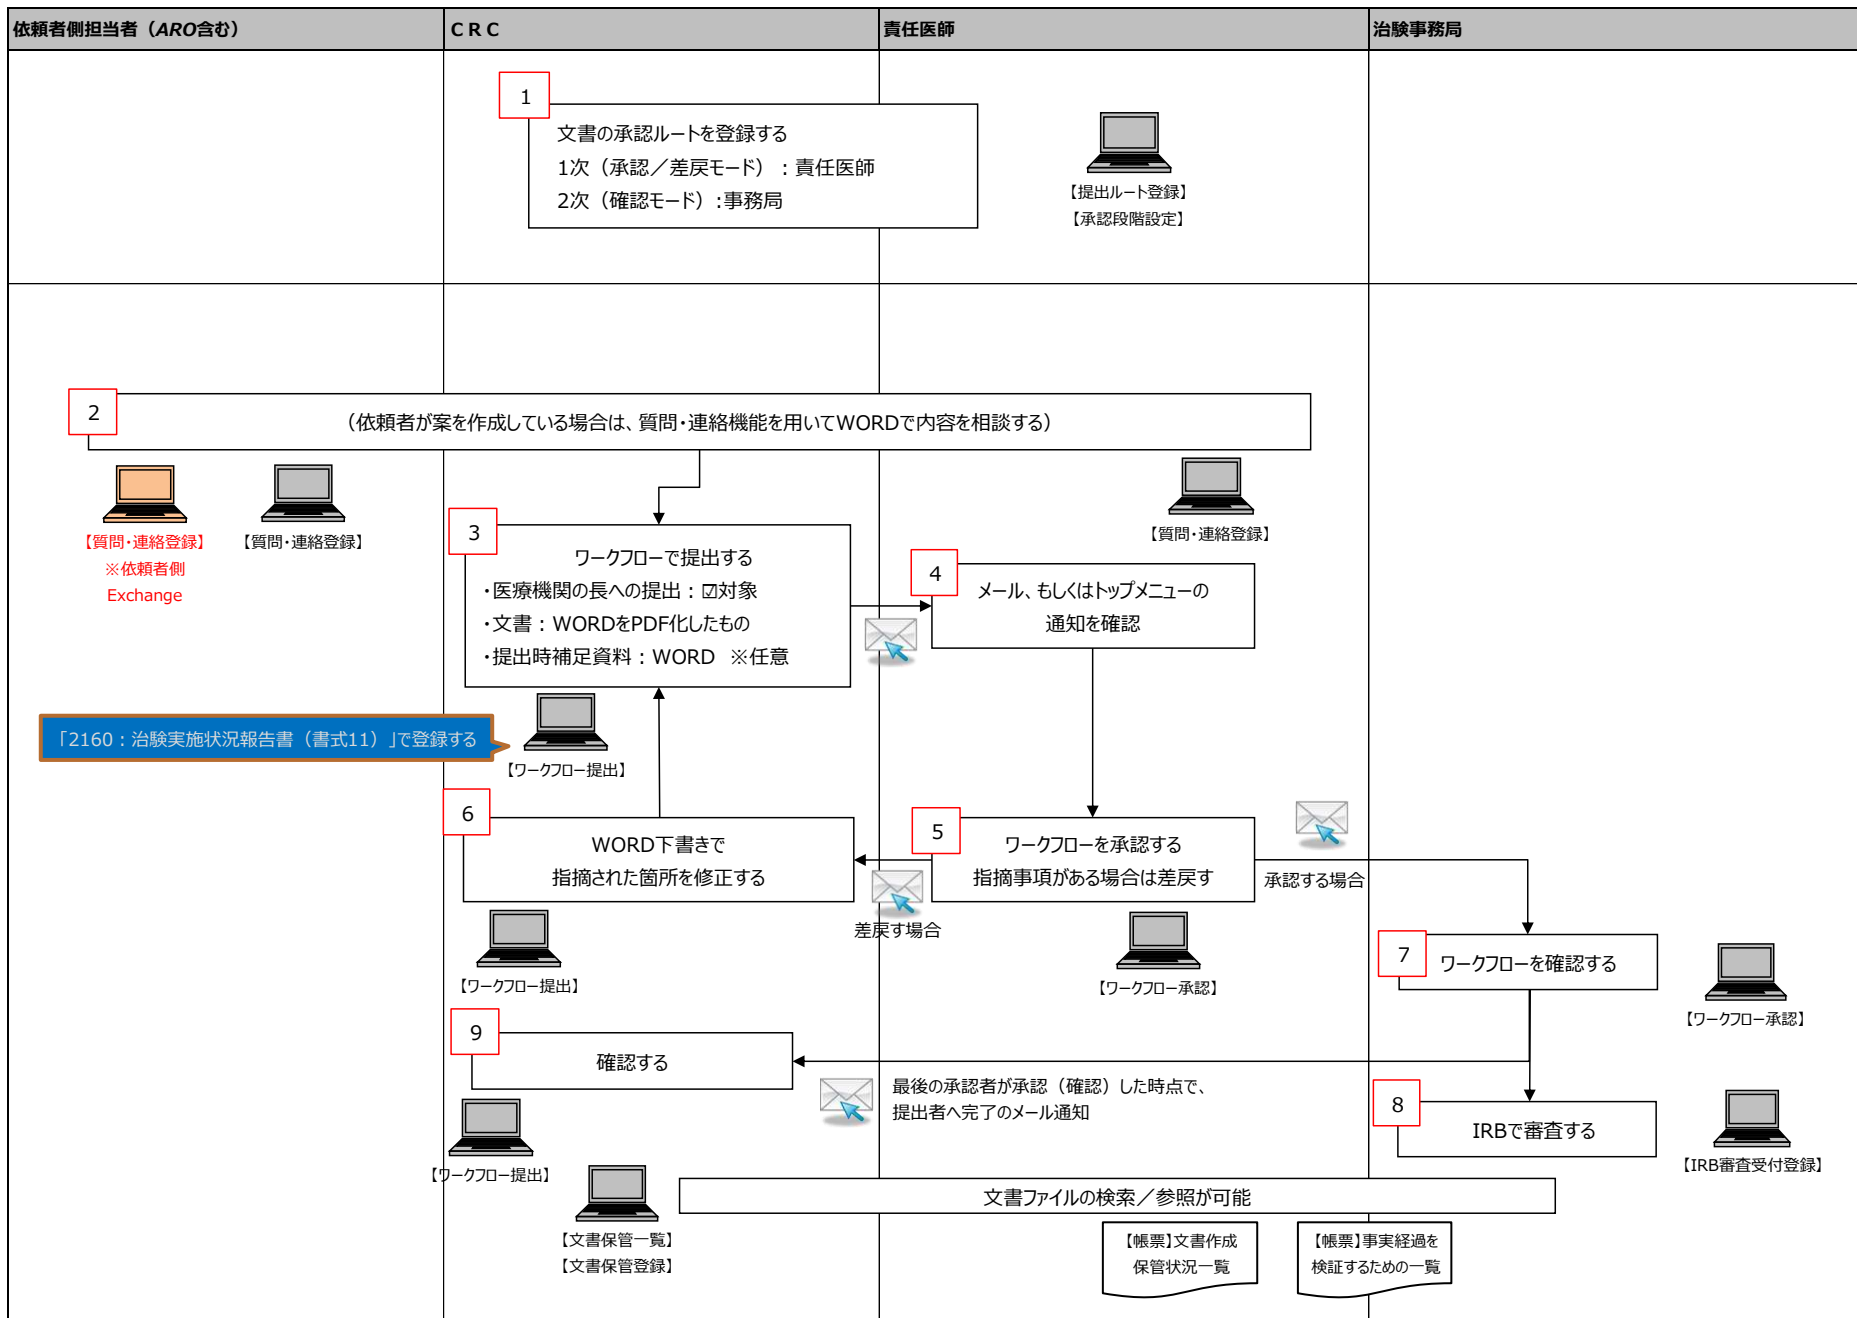 依頼者側担当者（ARO含む）
ＣＲＣ
責任医師
治験事務局
1
文書の承認ルートを登録する
1次（承認／差戻モード）：責任医師
2次（確認モード）:事務局
【提出ルート登録】
【承認段階設定】
2
（依頼者が案を作成している場合は、質問・連絡機能を用いてWORDで内容を相談する）
【質問・連絡登録】
※依頼者側
Exchange
【質問・連絡登録】
【質問・連絡登録】
3
ワークフローで提出する
・医療機関の長への提出：☑対象
・文書：WORDをPDF化したもの
・提出時補足資料：WORD　※任意
4
メール、もしくはトップメニューの
通知を確認
「2160：治験実施状況報告書（書式11）」で登録する
【ワークフロー提出】
6
WORD下書きで
指摘された箇所を修正する
5
ワークフローを承認する
指摘事項がある場合は差戻す
承認する場合
差戻す場合
【ワークフロー提出】
【ワークフロー承認】
7
ワークフローを確認する
【ワークフロー承認】
9
確認する
最後の承認者が承認（確認）した時点で、
提出者へ完了のメール通知
8
IRBで審査する
【ワークフロー提出】
【IRB審査受付登録】
文書ファイルの検索／参照が可能
【文書保管一覧】
【文書保管登録】
【帳票】文書作成
保管状況一覧
【帳票】事実経過を
検証するための一覧